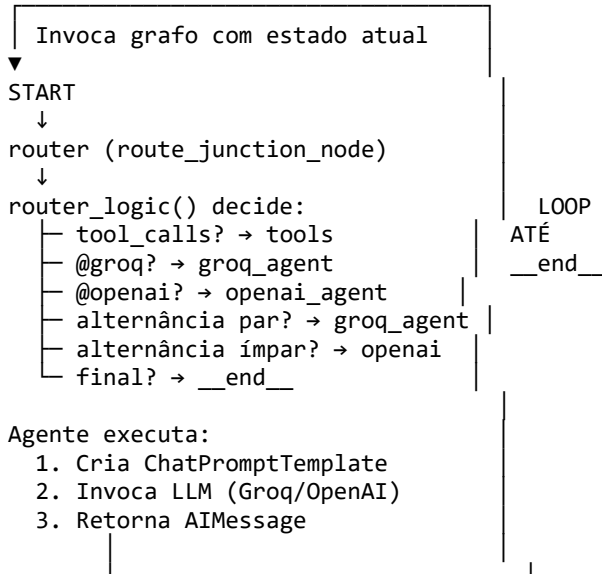 Invoca grafo com estado atual
▼
START
↓
router (route_junction_node)
↓
router_logic() decide: LOOP
├─ tool_calls? → tools ATÉ
├─ @groq? → groq_agent __end__
├─ @openai? → openai_agent
├─ alternância par? → groq_agent
├─ alternância ímpar? → openai
└─ final? → __end__
Agente executa:
1. Cria ChatPromptTemplate
2. Invoca LLM (Groq/OpenAI)
3. Retorna AIMessage